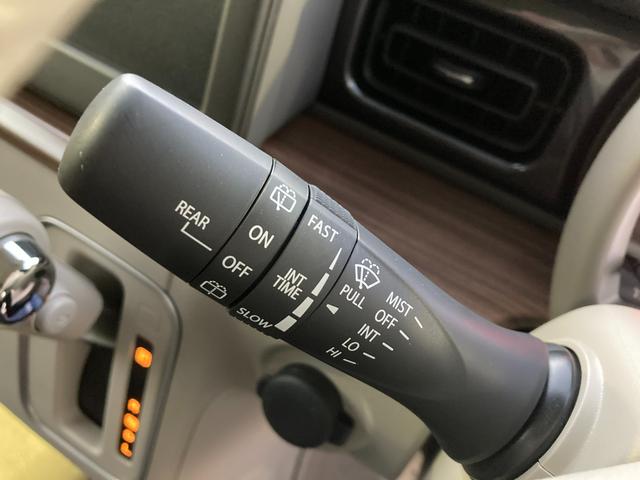 REAR
ON
OFF
FAST
INT
TIME
SLOW
PULL
MIST
OFF
INT
LO
HI